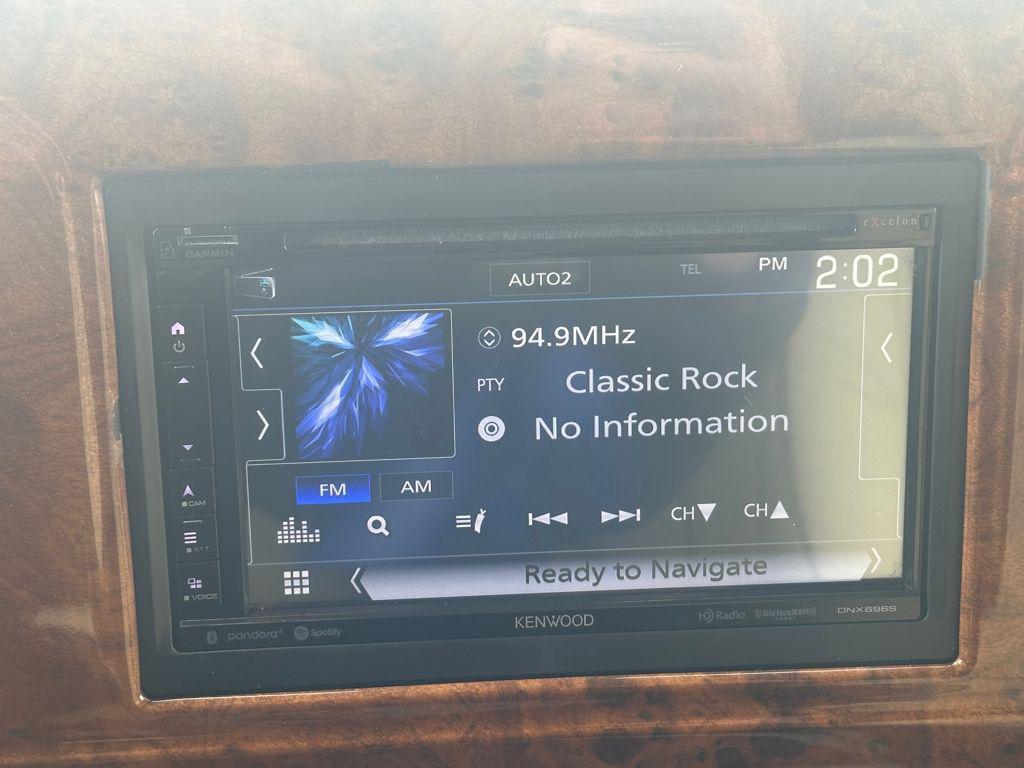 eXcelon
GARMIN
AUTO2
TEL
PM 2:02
94.9MHz
PTY Classic Rock
No Information
FM
AM
CH▼
CH▲
CAM
ATT
VOICE
Ready to Navigate
pandora®
Spotify
KENWOOD
HD Radio
SiriusXM
DNX696S